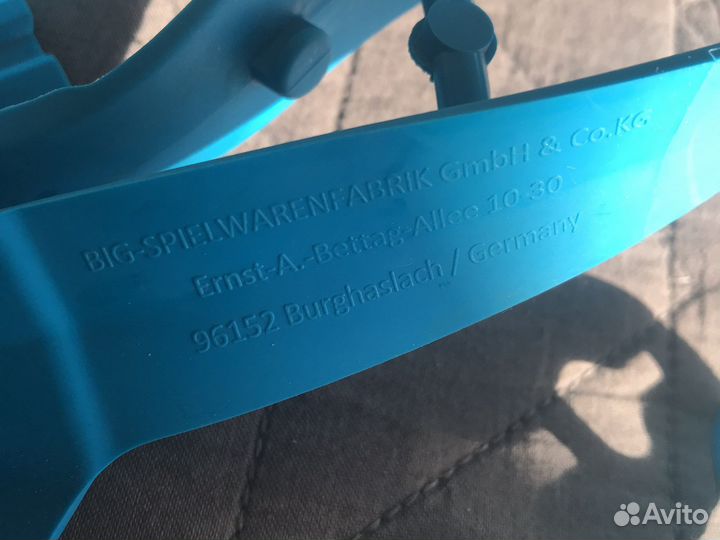 BIG-SPIELWARENFABRIK GmbH & Co.KG
Ernst-A.-Bettag-Allee 10-30
96152 Burghaslach / Germany
Avito